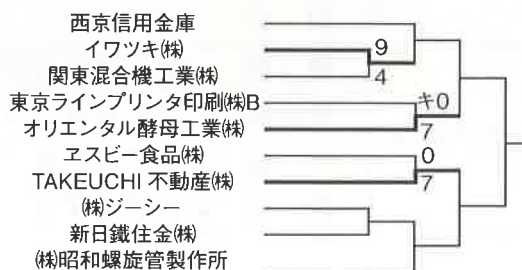 西京信用金庫
イワツキ㈱ 9
関東混合機工業㈱ 4
東京ラインプリンタ印刷㈱B キ0
オリエンタル酵母工業㈱ 7
ヱスビー食品㈱ 0
TAKEUCHI 不動産㈱ 7
㈱ジーシー
新日鐵住金㈱
㈱昭和螺旋管製作所